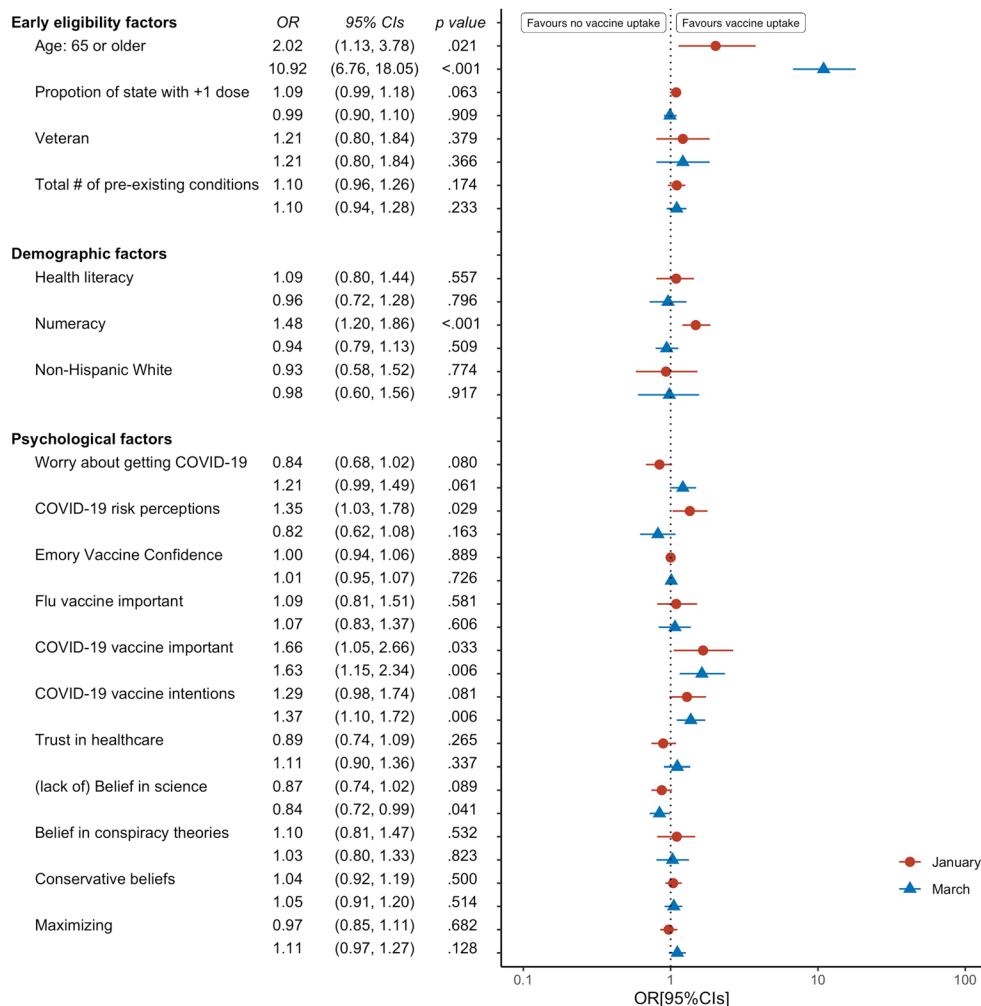 Early eligibility factors OR 95% CIs p value Favours no vaccine uptake Favours vaccine uptake
Age: 65 or older 2.02 (1.13, 3.78) .021
10.92 (6.76, 18.05) <.001
Propotion of state with +1 dose 1.09 (0.99, 1.18) .063
0.99 (0.90, 1.10) .909
Veteran 1.21 (0.80, 1.84) .379
1.21 (0.80, 1.84) .366
Total # of pre-existing conditions 1.10 (0.96, 1.26) .174
1.10 (0.94, 1.28) .233
Demographic factors
Health literacy 1.09 (0.80, 1.44) .557
0.96 (0.72, 1.28) .796
Numeracy 1.48 (1.20, 1.86) <.001
0.94 (0.79, 1.13) .509
Non-Hispanic White 0.93 (0.58, 1.52) .774
0.98 (0.60, 1.56) .917
Psychological factors
Worry about getting COVID-19 0.84 (0.68, 1.02) .080
1.21 (0.99, 1.49) .061
COVID-19 risk perceptions 1.35 (1.03, 1.78) .029
0.82 (0.62, 1.08) .163
Emory Vaccine Confidence 1.00 (0.94, 1.06) .889
1.01 (0.95, 1.07) .726
Flu vaccine important 1.09 (0.81, 1.51) .581
1.07 (0.83, 1.37) .606
COVID-19 vaccine important 1.66 (1.05, 2.66) .033
1.63 (1.15, 2.34) .006
COVID-19 vaccine intentions 1.29 (0.98, 1.74) .081
1.37 (1.10, 1.72) .006
Trust in healthcare 0.89 (0.74, 1.09) .265
1.11 (0.90, 1.36) .337
(lack of) Belief in science 0.87 (0.74, 1.02) .089
0.84 (0.72, 0.99) .041
Belief in conspiracy theories 1.10 (0.81, 1.47) .532
1.03 (0.80, 1.33) .823
Conservative beliefs 1.04 (0.92, 1.19) .500
1.05 (0.91, 1.20) .514
Maximizing 0.97 (0.85, 1.11) .682
1.11 (0.97, 1.27) .128
January
March
0.1 1 10 100
OR[95%CIs]